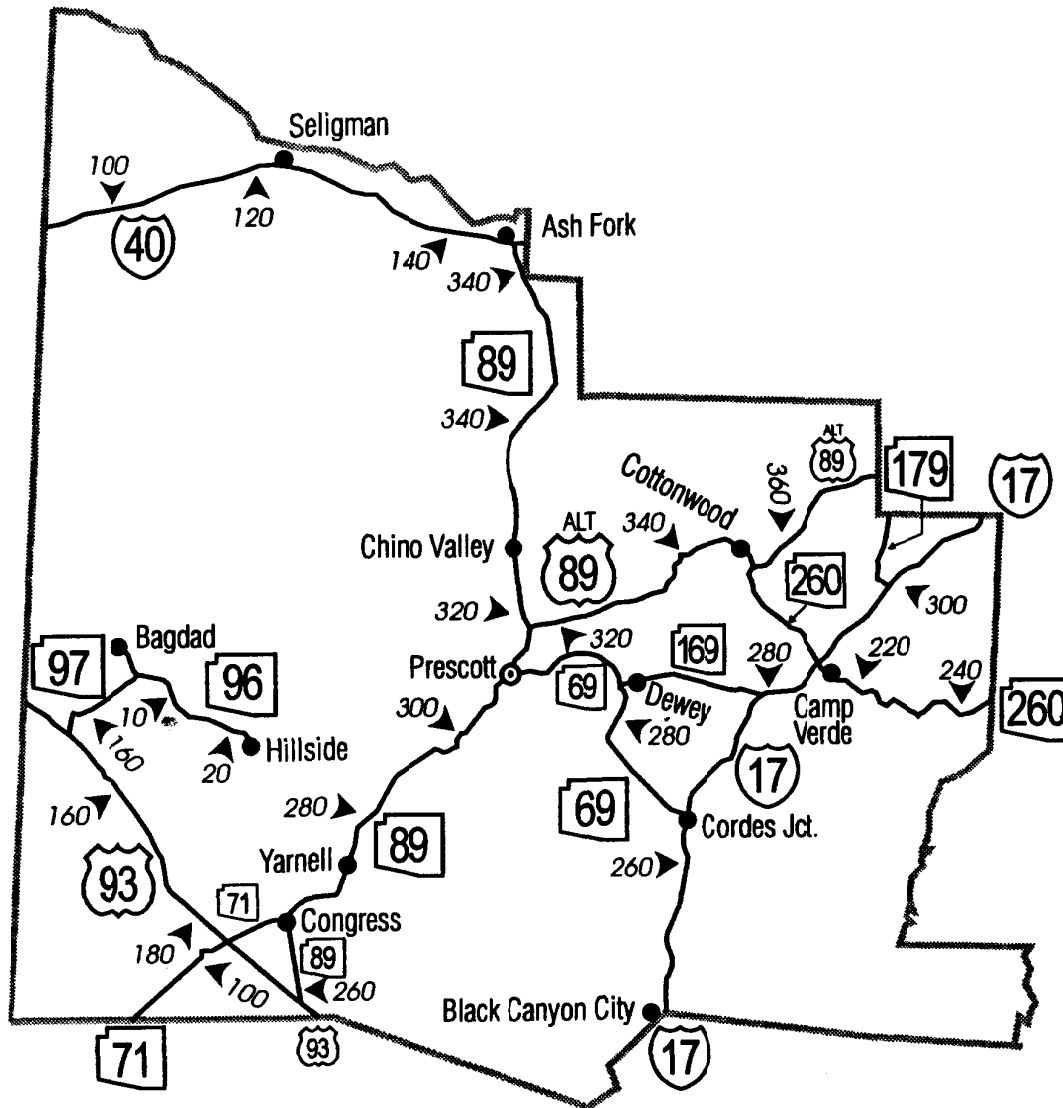 Seligman
100
120
40
Ash Fork
140
340
89
340
ALT
89
179
17
Cottonwood
360
340
ALT
89
Chino Valley
260
300
320
320
169
280
220
240
Bagdad
97
96
Prescott
69
Dewey
Camp
Verde
260
10
160
300
280
20
Hillside
17
160
69
Cordes Jct.
280
89
Yarnell
260
93
71
Congress
180
89
100
260
Black Canyon City
71
93
17